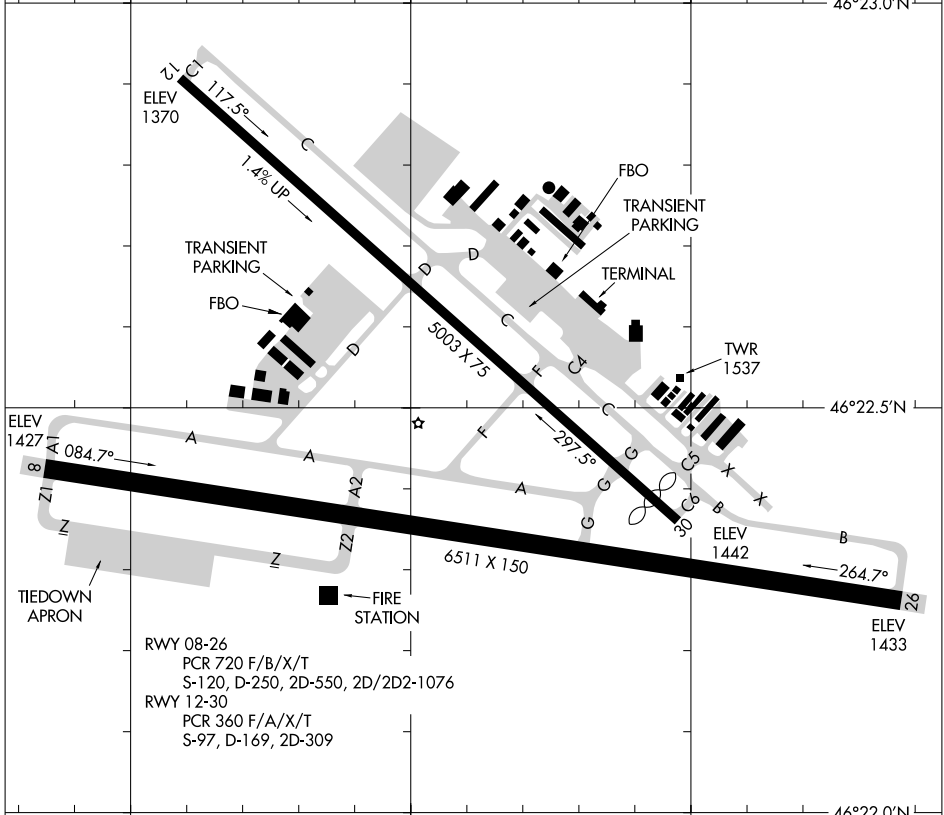 46°23.0'N
12
C1
ELEV
1370
117.5°
C
1.4% UP
FBO
TRANSIENT
PARKING
TRANSIENT
PARKING
D
D
TERMINAL
FBO
C
5003 X 75
D
F
C4
TWR
1537
46°22.5'N
C
ELEV
1427
A
F
297.5°
G
A1
084.7°
A
C5
X
8
Z1
A2
A
G
X
C6
B
Z
G
30
ELEV
1442
B
Z2
6511 X 150
Z
264.7°
TIEDOWN
APRON
FIRE
STATION
26
ELEV
1433
RWY 08-26
PCR 720 F/B/X/T
S-120, D-250, 2D-550, 2D/2D2-1076
RWY 12-30
PCR 360 F/A/X/T
S-97, D-169, 2D-309
46°22.0'N